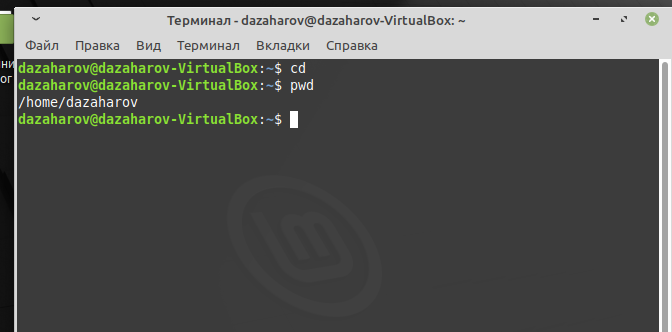 Терминал - dazaharov@dazaharov-VirtualBox: ~
Файл Правка Вид Терминал Вкладки Справка
dazaharov@dazaharov-VirtualBox:~$ cd
dazaharov@dazaharov-VirtualBox:~$ pwd
/home/dazaharov
dazaharov@dazaharov-VirtualBox:~$